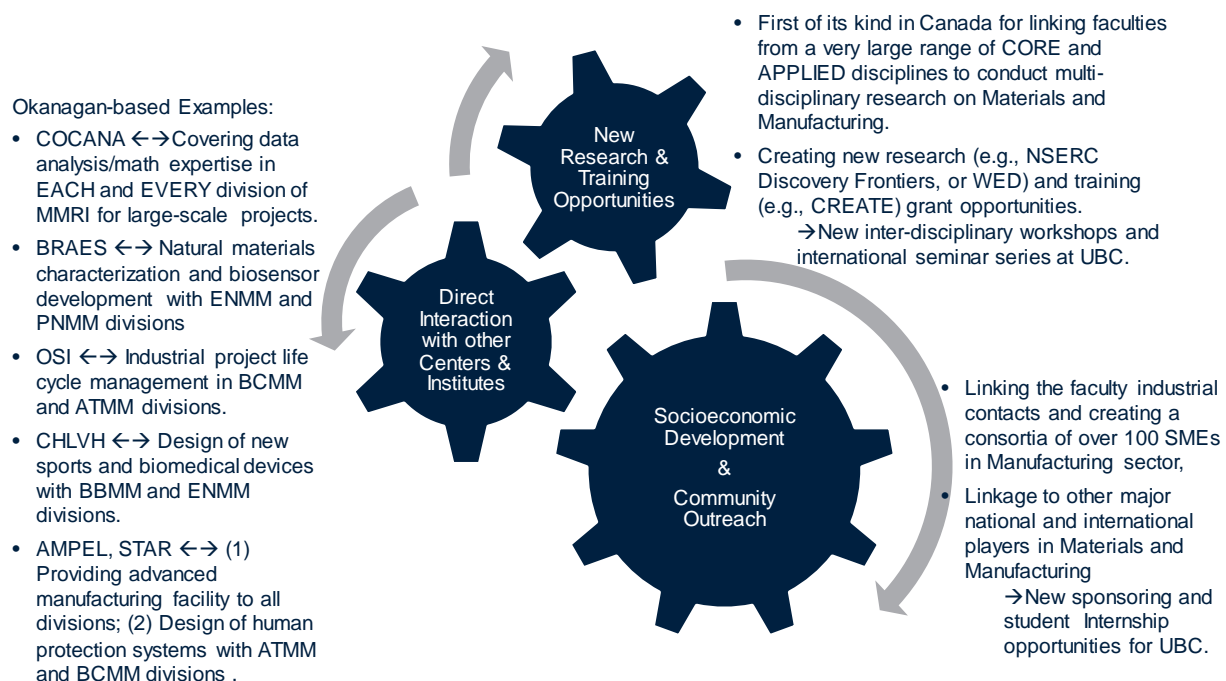 Okanagan-based Examples:
• COCANA ←→Covering data
analysis/math expertise in
EACH and EVERY division of
MMRI for large-scale projects.
• BRAES ←→ Natural materials
characterization and biosensor
development with ENMM and
PNMM divisions
• OSI ←→ Industrial project life
cycle management in BCMM
and ATMM divisions.
• CHLVH ←→ Design of new
sports and biomedical devices
with BBMM and ENMM
divisions.
• AMPEL, STAR ←→ (1)
Providing advanced
manufacturing facility to all
divisions; (2) Design of human
protection systems with ATMM
and BCMM divisions .
New
Research &
Training
Opportunities
Direct
Interaction
with other
Centers &
Institutes
Socioeconomic
Development
&
Community
Outreach
• First of its kind in Canada for linking faculties
from a very large range of CORE and
APPLIED disciplines to conduct multi-
disciplinary research on Materials and
Manufacturing.
• Creating new research (e.g., NSERC
Discovery Frontiers, or WED) and training
(e.g., CREATE) grant opportunities.
→New inter-disciplinary workshops and
international seminar series at UBC.
• Linking the faculty industrial
contacts and creating a
consortia of over 100 SMEs
in Manufacturing sector,
• Linkage to other major
national and international
players in Materials and
Manufacturing
→New sponsoring and
student Internship
opportunities for UBC.